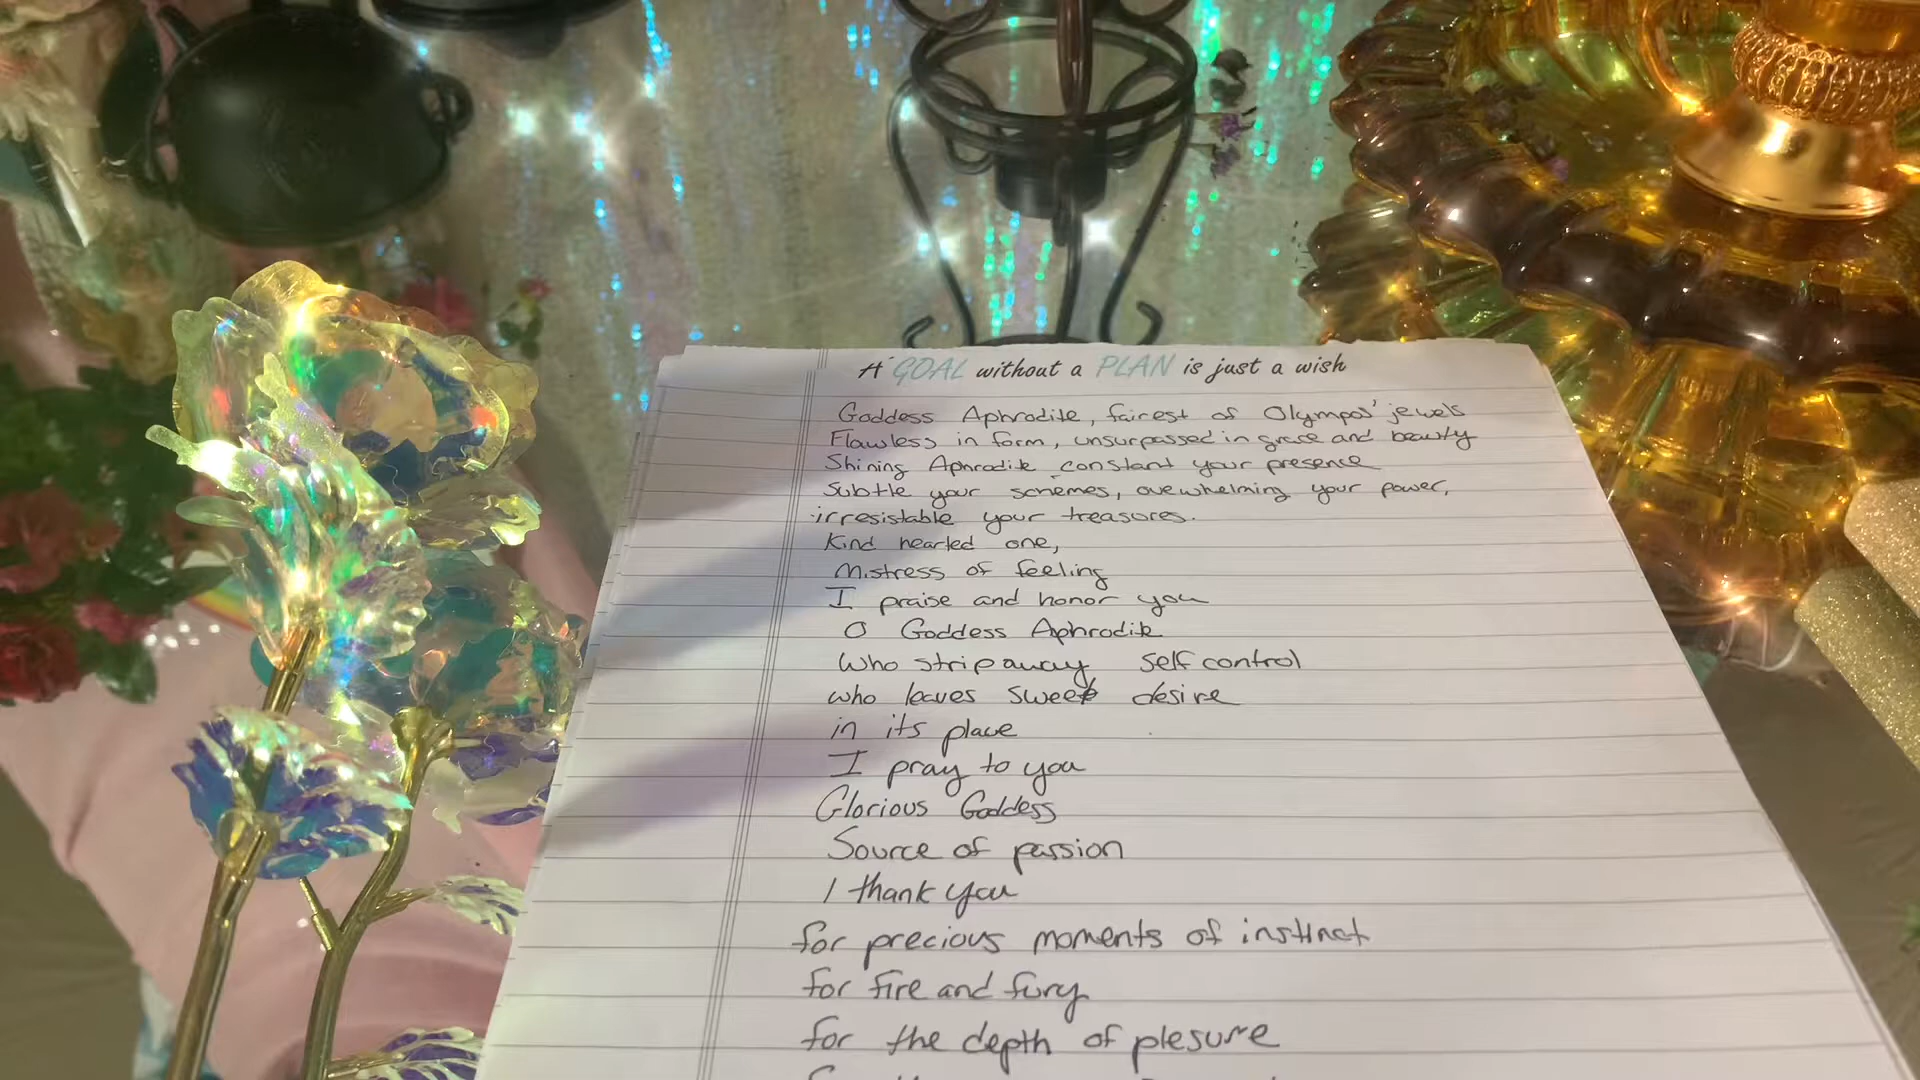 A GOAL without a PLAN is just a wish
Goddess Aphrodite, fairest of Olympos' jewels
Flawless in form, unsurpassed in grace and beauty
Shining Aphrodite constant your presence
Subtle your schemes, overwhelming your power,
irresistable your treasures.
Kind hearted one,
Mistress of feeling
I praise and honor you
O Goddess Aphrodite
Who strip away self control
who leaves sweet desire
in its place
I pray to you
Glorious Goddess
Source of passion
I thank you
for precious moments of instinct
for fire and fury
for the depth of plesure